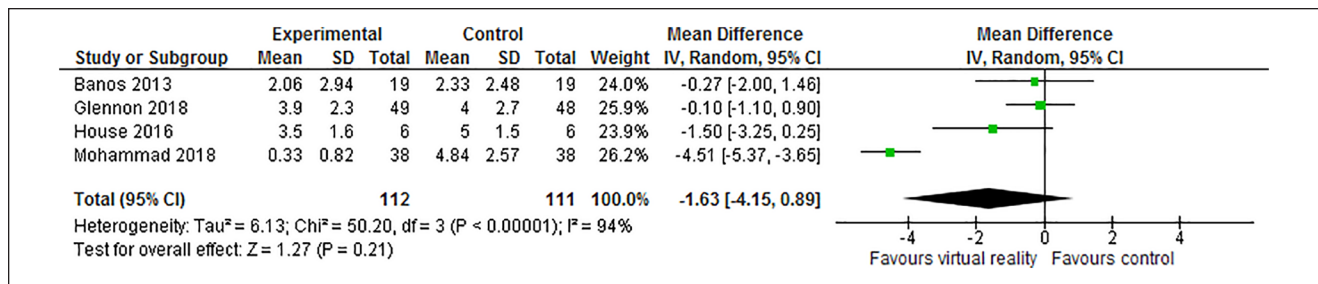 Experimental Control Mean Difference Mean Difference
Study or Subgroup Mean SD Total Mean SD Total Weight IV, Random, 95% CI IV, Random, 95% CI
Banos 2013 2.06 2.94 19 2.33 2.48 19 24.0% -0.27 [-2.00, 1.46]
Glennon 2018 3.9 2.3 49 4 2.7 48 25.9% -0.10 [-1.10, 0.90]
House 2016 3.5 1.6 6 5 1.5 6 23.9% -1.50 [-3.25, 0.25]
Mohammad 2018 0.33 0.82 38 4.84 2.57 38 26.2% -4.51 [-5.37, -3.65]
Total (95% CI) 112 111 100.0% -1.63 [-4.15, 0.89]
Heterogeneity: Tau² = 6.13; Chi² = 50.20, df = 3 (P < 0.00001); I² = 94%
Test for overall effect: Z = 1.27 (P = 0.21)
-4 -2 0 2 4
Favours virtual reality Favours control